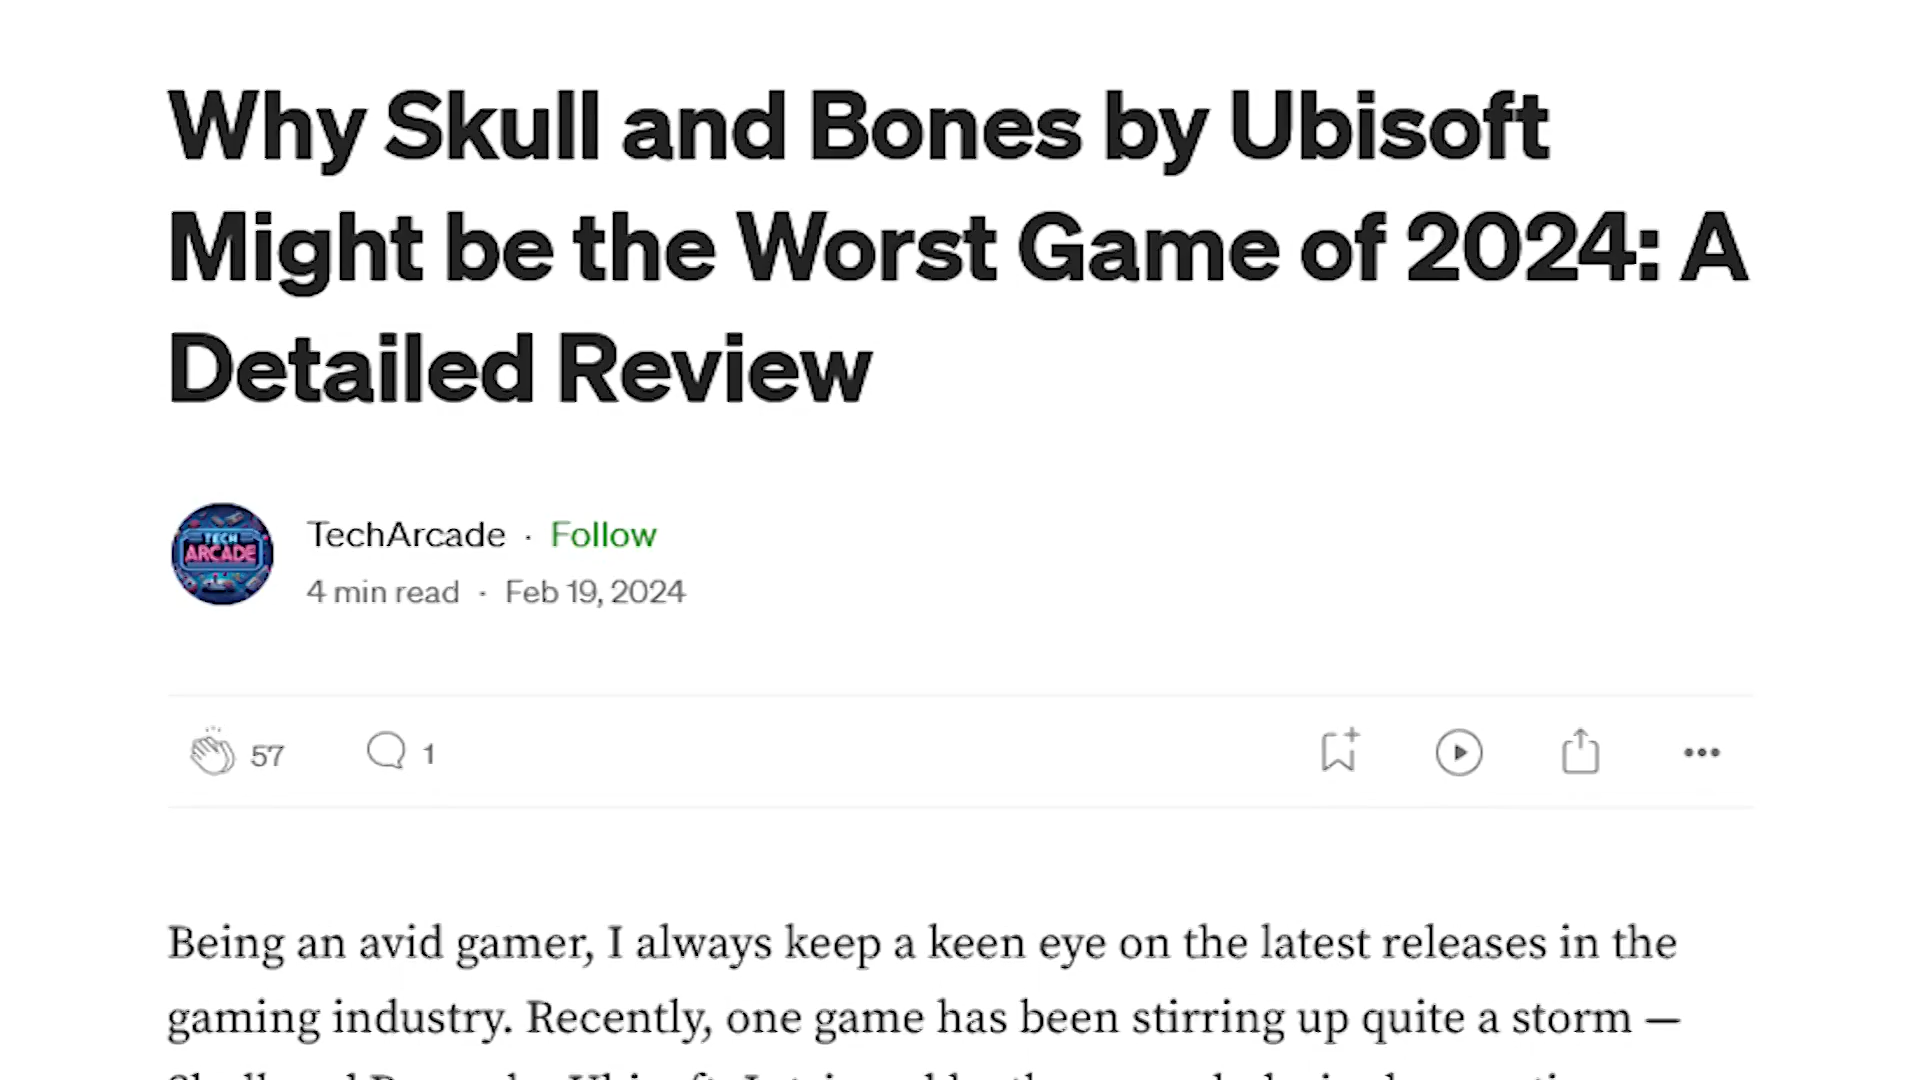 Why Skull and Bones by Ubisoft
Might be the Worst Game of 2024: A
Detailed Review
TECH
ARCADE
TechArcade · Follow
4 min read · Feb 19, 2024
57
1
Being an avid gamer, I always keep a keen eye on the latest releases in the
gaming industry. Recently, one game has been stirring up quite a storm —